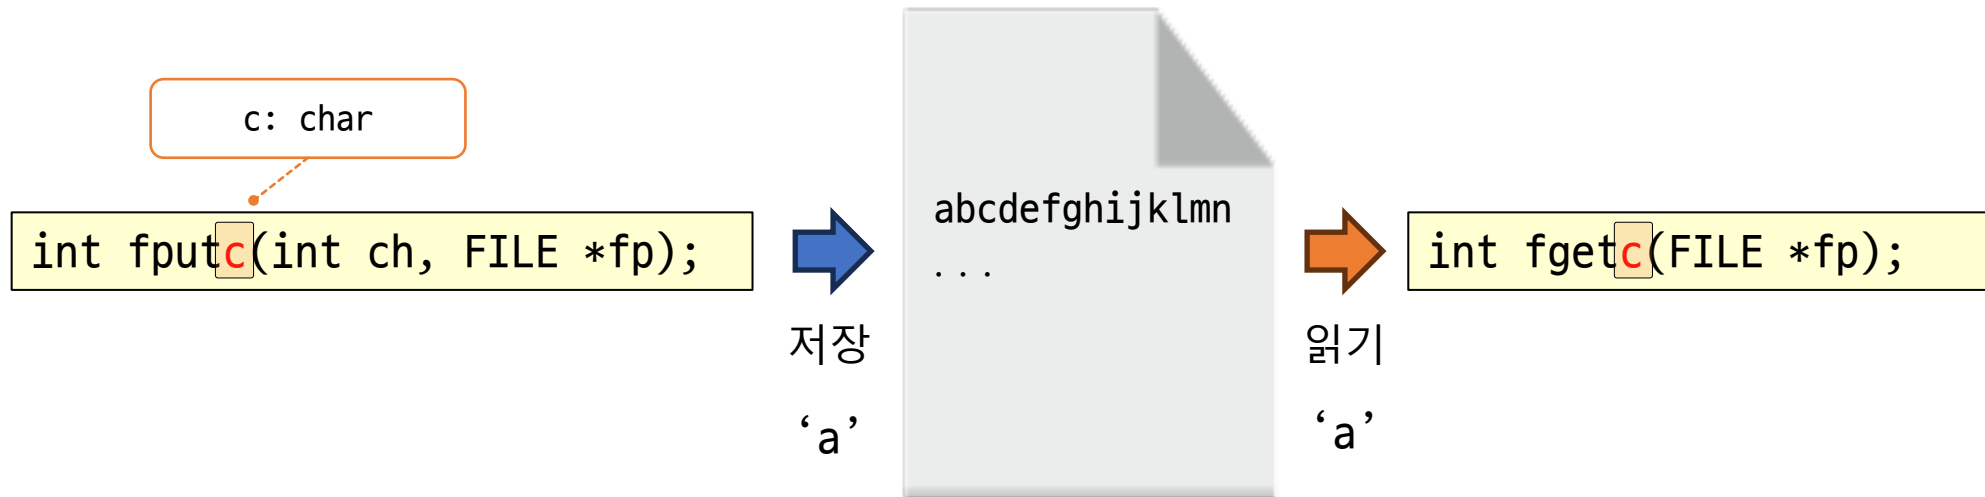 c: char
int fputc(int ch, FILE *fp);
저장
‘a’
abcdefghijklmn
...
읽기
‘a’
int fgetc(FILE *fp);